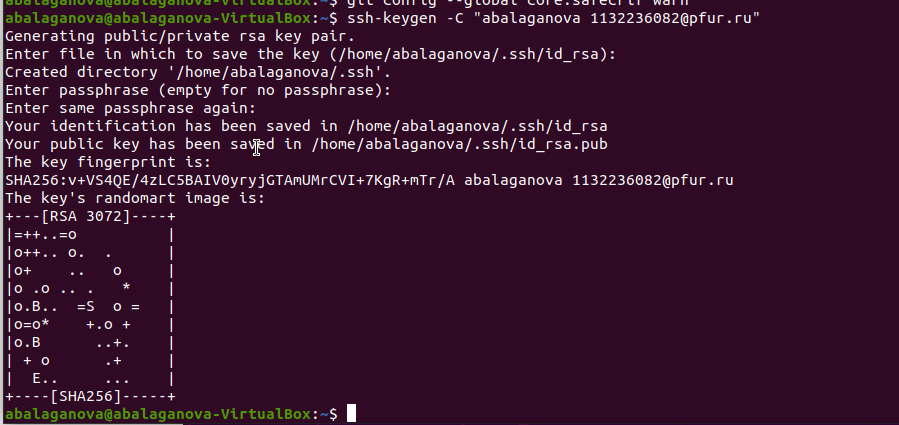 abalaganova@abalaganova-VirtualBox:~$ git config --global core.safecrlf warn
abalaganova@abalaganova-VirtualBox:~$ ssh-keygen -C "abalaganova 1132236082@pfur.ru"
Generating public/private rsa key pair.
Enter file in which to save the key (/home/abalaganova/.ssh/id_rsa):
Created directory '/home/abalaganova/.ssh'.
Enter passphrase (empty for no passphrase):
Enter same passphrase again:
Your identification has been saved in /home/abalaganova/.ssh/id_rsa
Your public key has been saved in /home/abalaganova/.ssh/id_rsa.pub
The key fingerprint is:
SHA256:v+VS4QE/4zLC5BAIV0yryjGTAmUMrCVI+7KgR+mTr/A abalaganova 1132236082@pfur.ru
The key's randomart image is:
+---[RSA 3072]----+
|=++..=o          |
|o++.. o.  .      |
|o+    ..   o     |
|o .o .. .   *    |
|o.B..  =S  o =   |
|o=o*    +.o +    |
|o.B      ..+.    |
| + o      .+     |
|  E..     ...    |
+----[SHA256]-----+
abalaganova@abalaganova-VirtualBox:~$